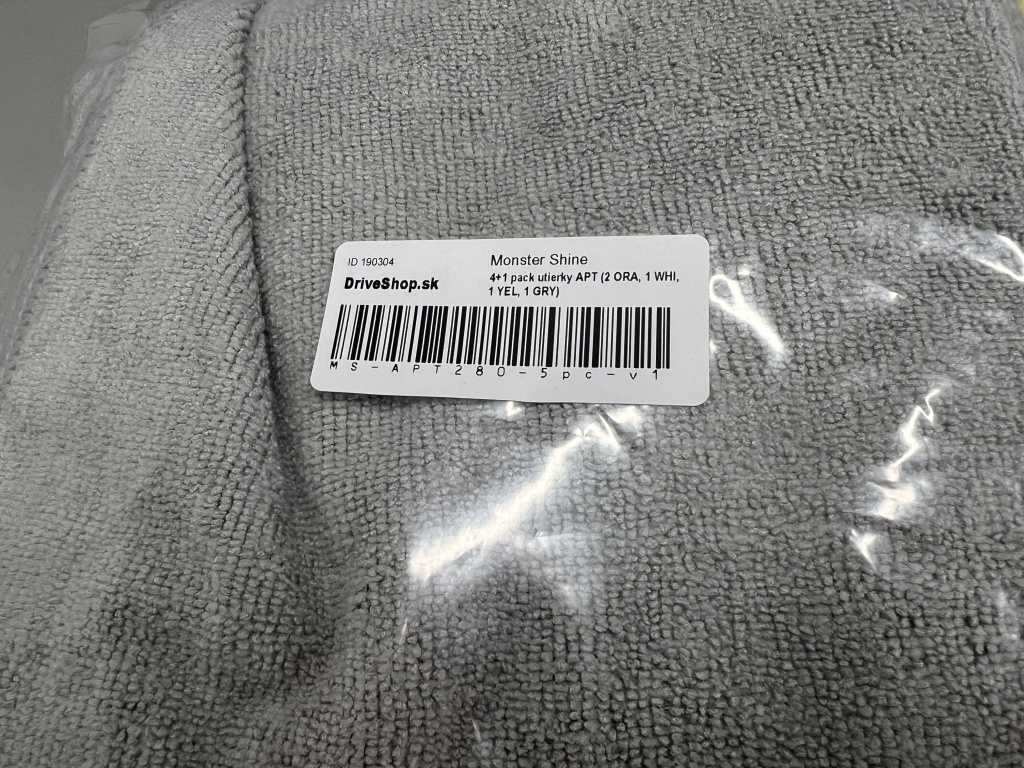 ID 190304
Monster Shine
DriveShop.sk
4+1 pack utierky APT (2 ORA, 1 WHI,
1 YEL, 1 GRY)
MS-APT280-5pc-v1